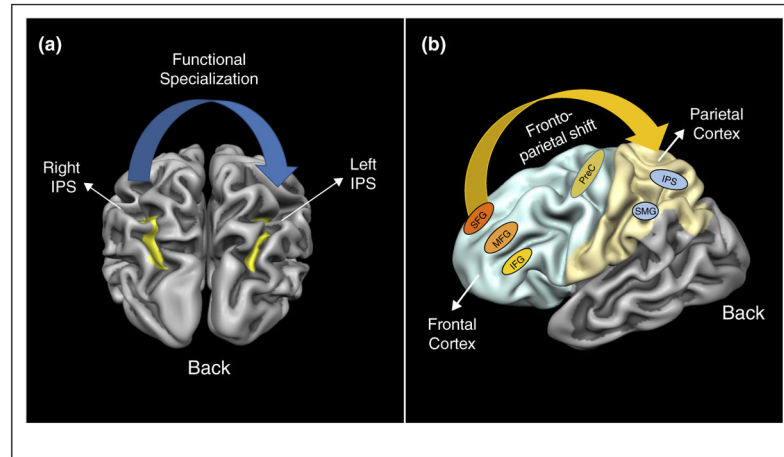 (a)
Functional
Specialization
Right
IPS
Left
IPS
Back
(b)
Fronto-
parietal shift
Parietal
Cortex
PreC
IPS
SMG
SFG
MFG
IFG
Frontal
Cortex
Back